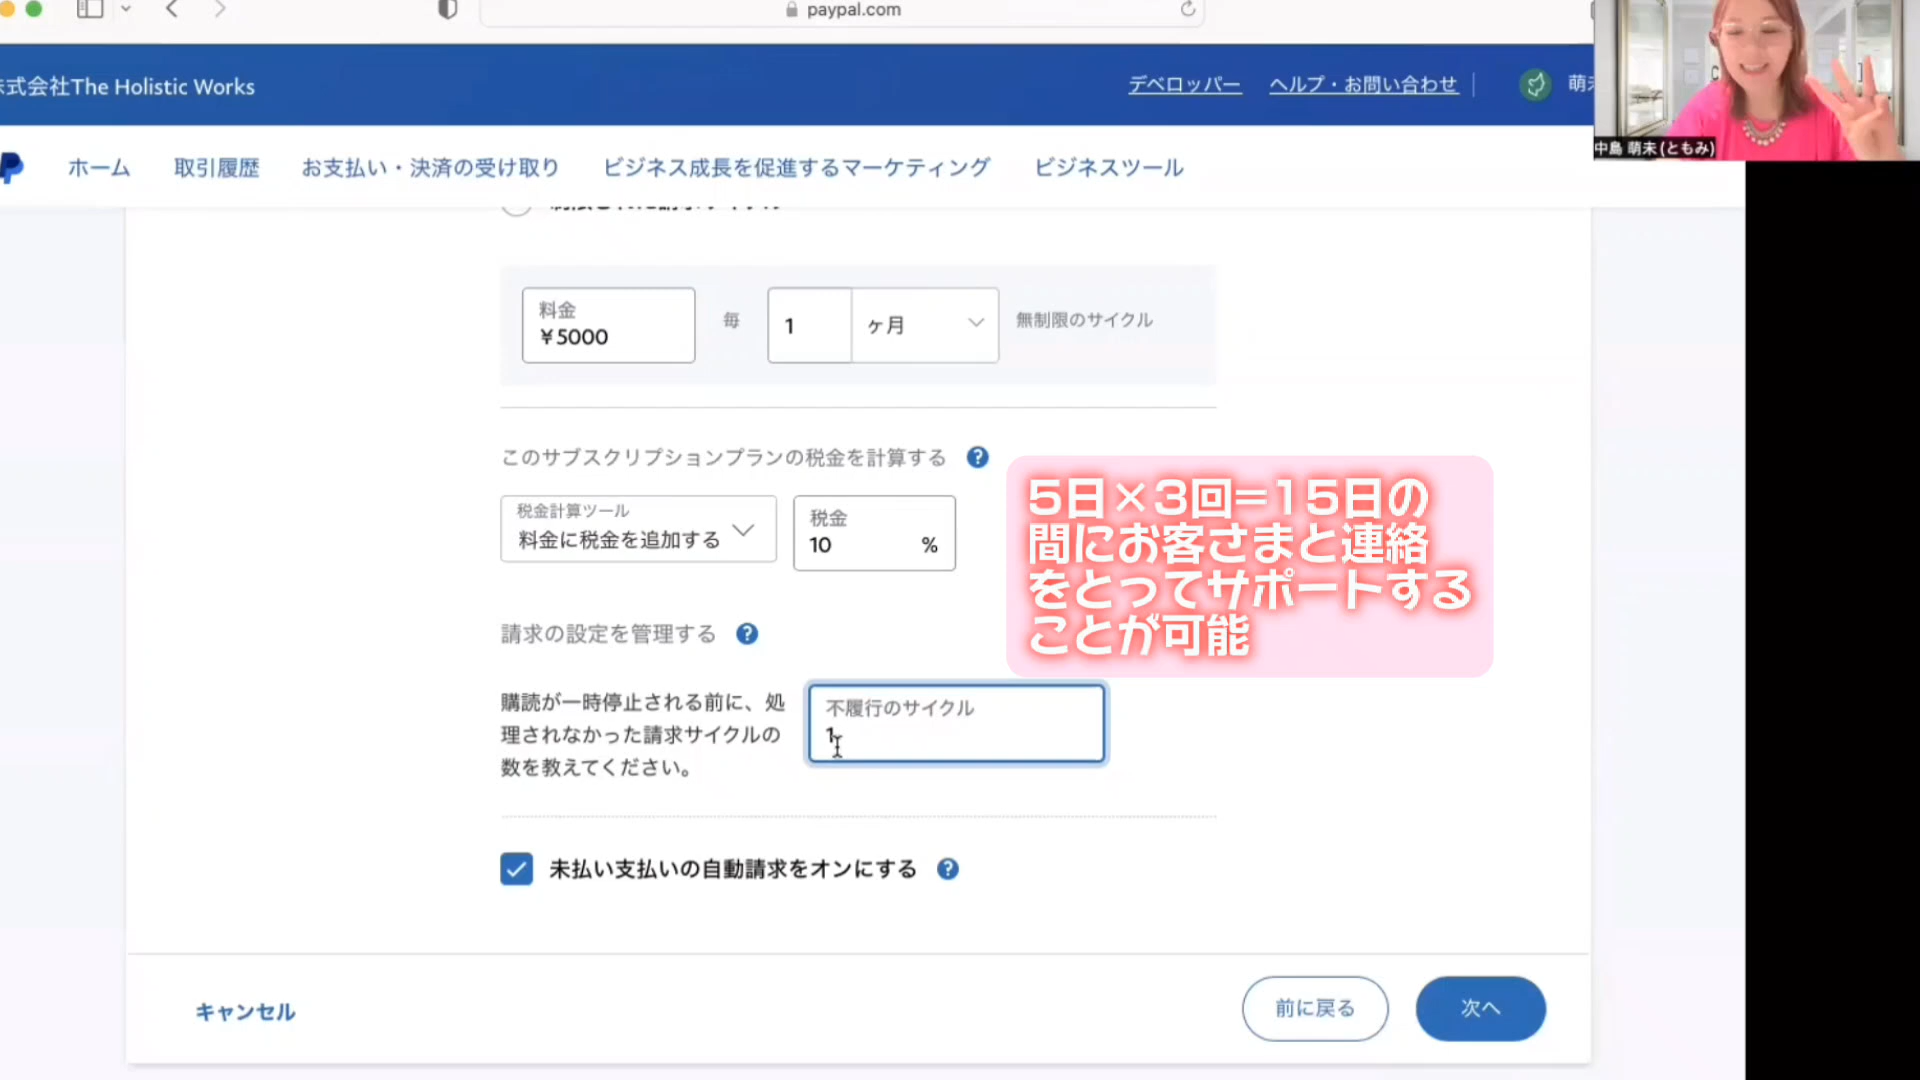 paypal.com
式会社The Holistic Works
デベロッパー
ヘルプ・お問い合わせ
萌
中島 萌未(ともみ)
ホーム
取引履歴
お支払い・決済の受け取り
ビジネス成長を促進するマーケティング
ビジネスツール
料金
¥5000
毎
1
ヶ月
無制限のサイクル
このサブスクリプションプランの税金を計算する
税金計算ツール
料金に税金を追加する
税金
10 %
5日×3回=15日の
間にお客さまと連絡
をとってサポートする
ことが可能
請求の設定を管理する
購読が一時停止される前に、処
理されなかった請求サイクルの
数を教えてください。
不履行のサイクル
1
未払い支払いの自動請求をオンにする
キャンセル
前に戻る
次へ